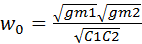 w₀ = √gm1√gm2 / √C1C2